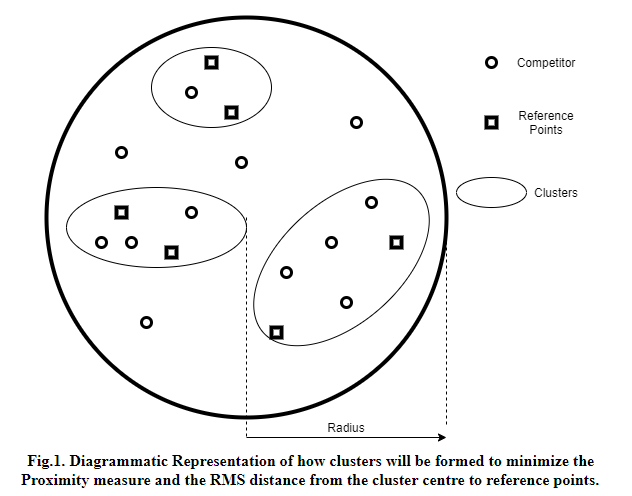 Competitor
Reference
Points
Clusters
Radius
Fig.1. Diagrammatic Representation of how clusters will be formed to minimize the
Proximity measure and the RMS distance from the cluster centre to reference points.